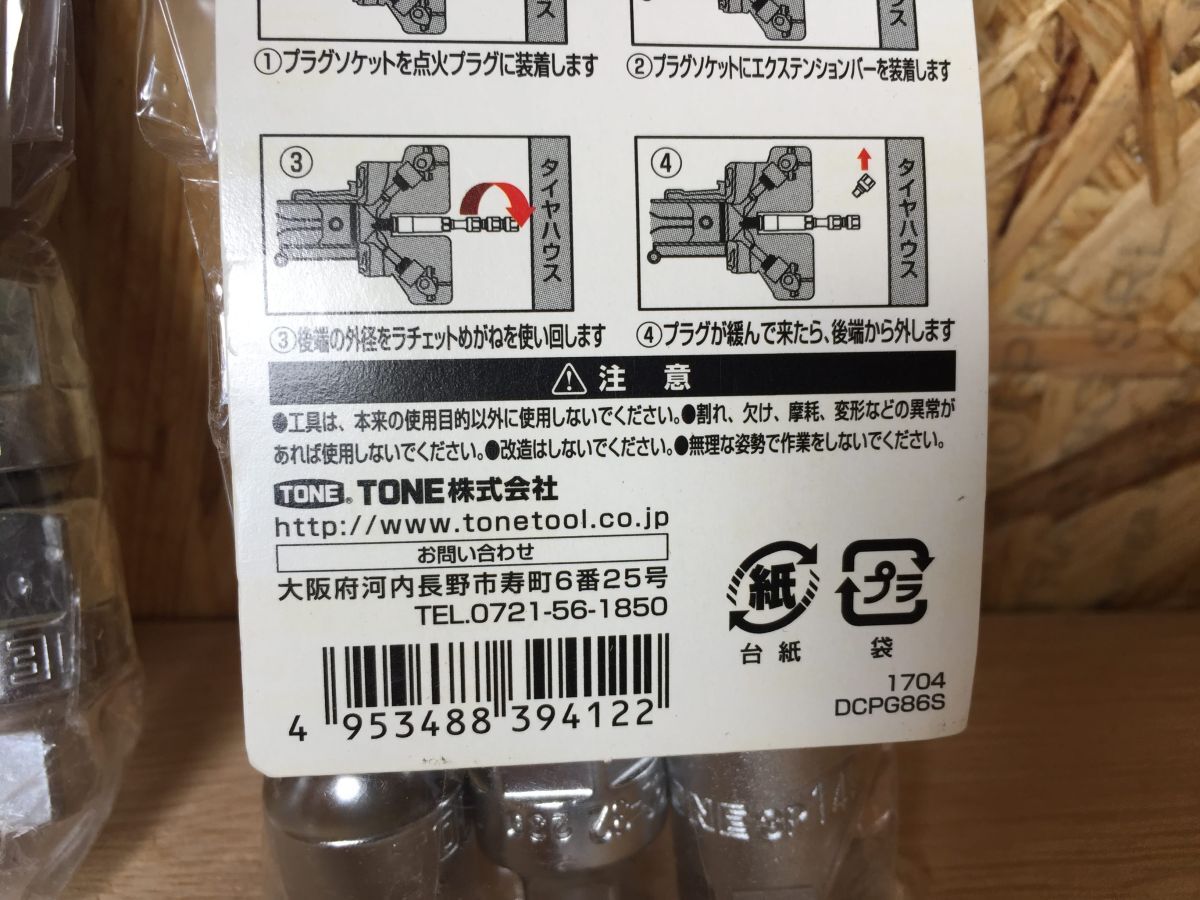 ス
ス
①プラグソケットを点火プラグに装着します
②プラグソケットにエクステンションバーを装着します
③
タイヤハウス
④
タイヤハウス
③後端の外径をラチェットめがねを使い回します
④プラグが緩んで来たら、後端から外します
⚠注 意
●工具は、本来の使用目的以外に使用しないでください。●割れ、欠け、摩耗、変形などの異常が
あれば使用しないでください。●改造はしないでください。●無理な姿勢で作業をしないでください。
TONE® TONE株式会社
http://www.tonetool.co.jp
お問い合わせ
大阪府河内長野市寿町6番25号
TEL.0721-56-1850
紙
台紙
プラ
袋
1704
DCPG86S
4 953488 394122